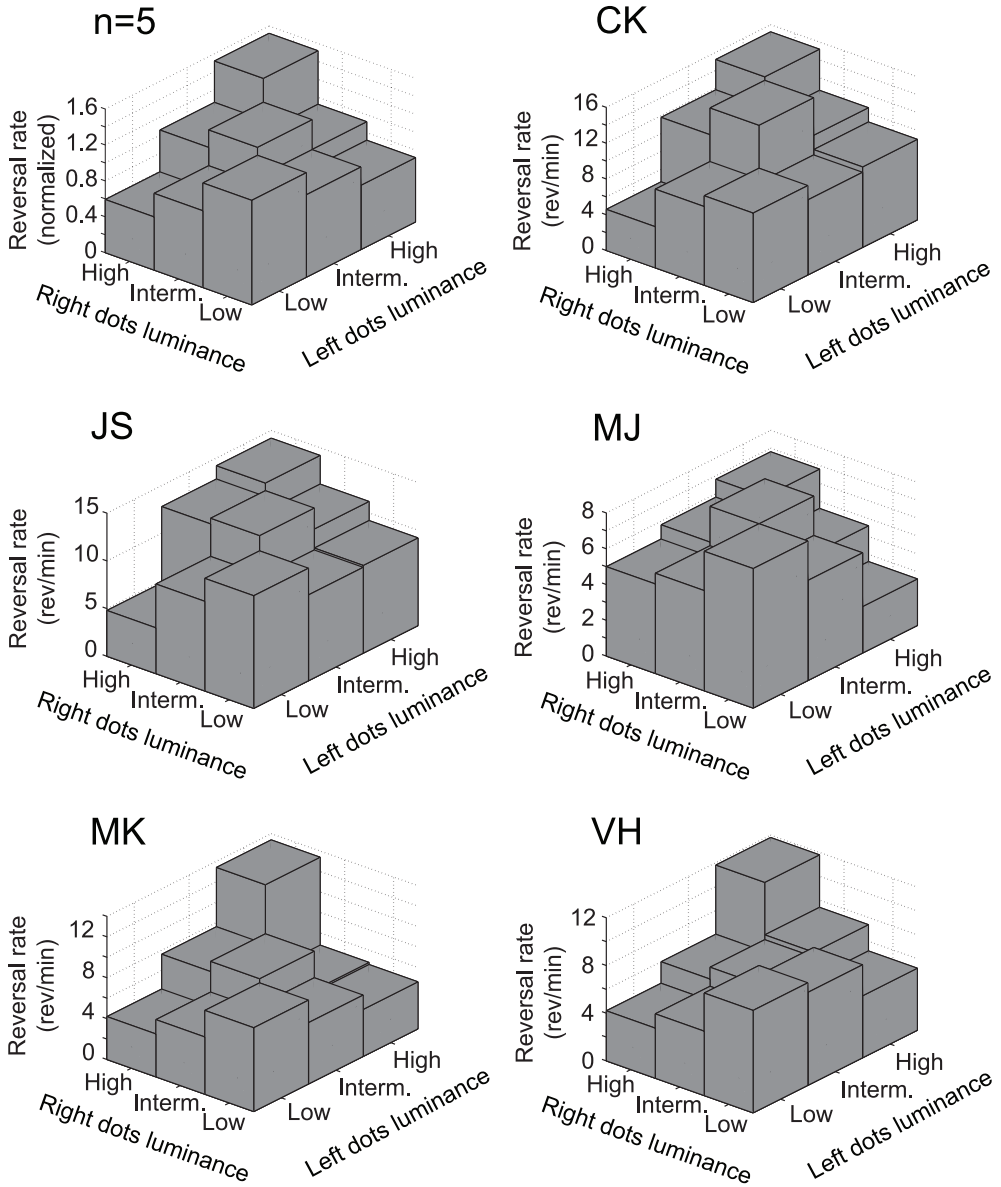 n=5
Reversal rate
(normalized)
1.6
1.2
0.8
0.4
0
High
Interm.
Low
Right dots luminance
Low
Interm.
High
Left dots luminance
CK
Reversal rate
(rev/min)
16
12
8
4
0
High
Interm.
Low
Right dots luminance
Low
Interm.
High
Left dots luminance
JS
Reversal rate
(rev/min)
15
10
5
0
High
Interm.
Low
Right dots luminance
Low
Interm.
High
Left dots luminance
MJ
Reversal rate
(rev/min)
8
6
4
2
0
High
Interm.
Low
Right dots luminance
Low
Interm.
High
Left dots luminance
MK
Reversal rate
(rev/min)
12
8
4
0
High
Interm.
Low
Right dots luminance
Low
Interm.
High
Left dots luminance
VH
Reversal rate
(rev/min)
12
8
4
0
High
Interm.
Low
Right dots luminance
Low
Interm.
High
Left dots luminance